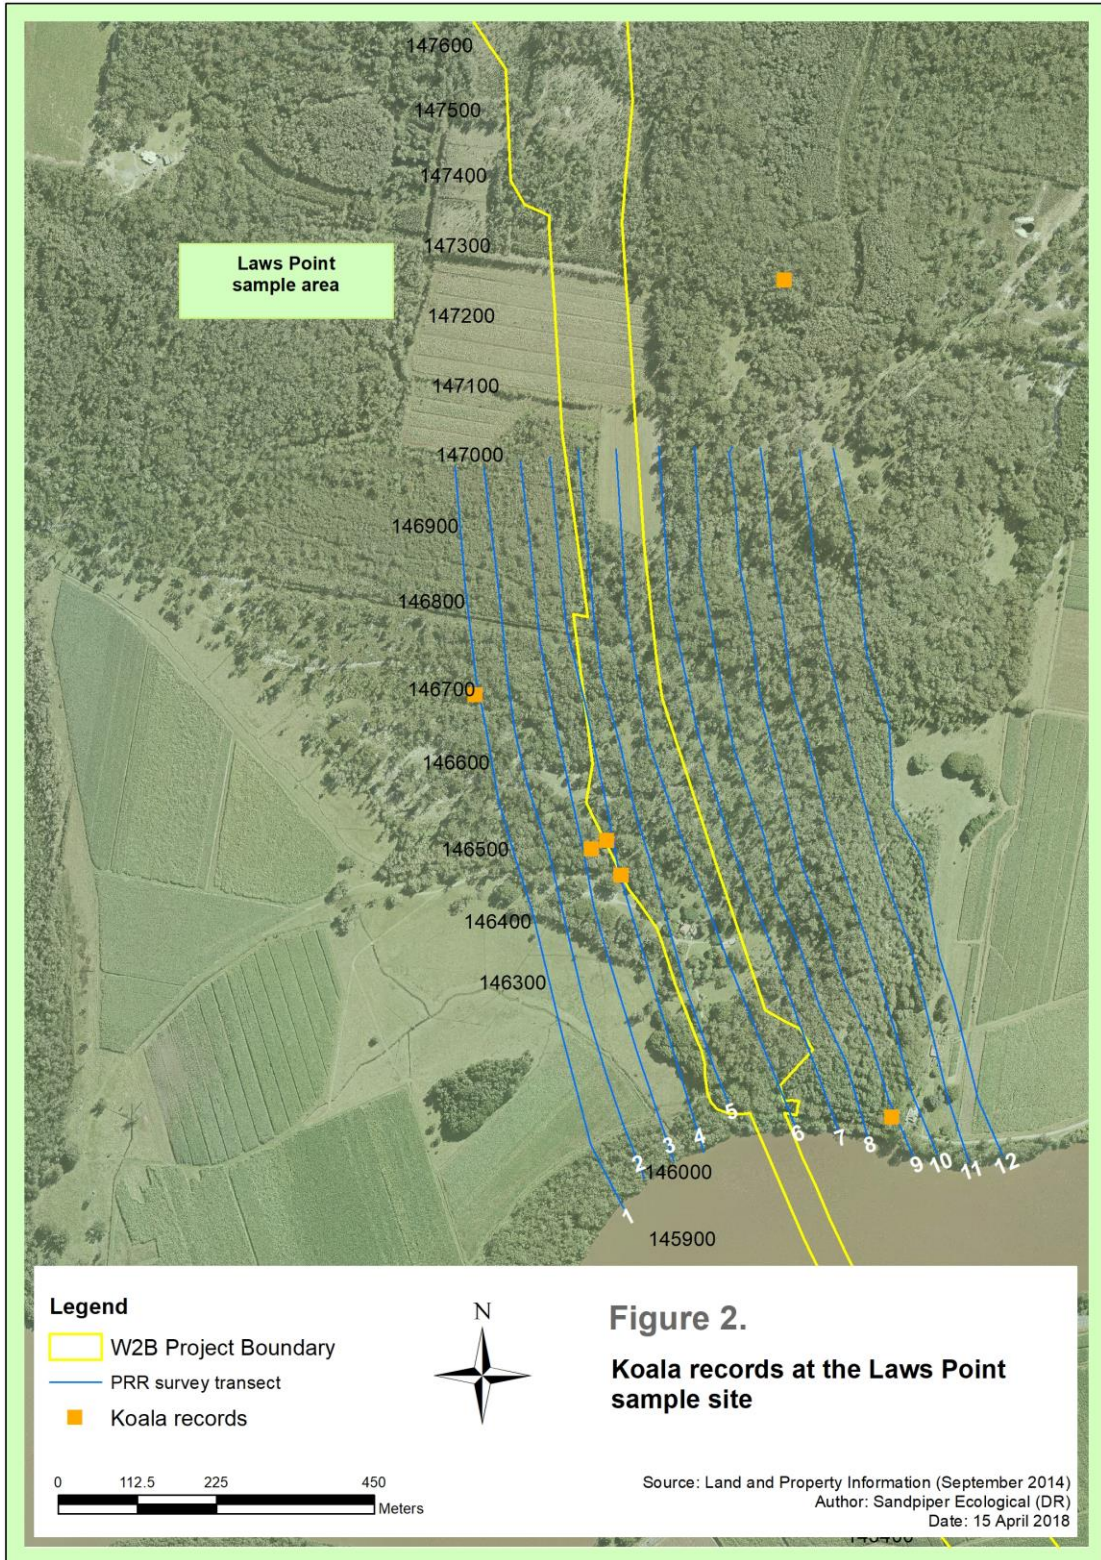 147600
147500
147400
147300
Laws Point
sample area
147200
147100
147000
146900
146800
146700
146600
146500
146400
146300
5
6
7
8
4
3
2
9
10
11
12
146000
1
145900
Legend
W2B Project Boundary
PRR survey transect
Koala records
N
Figure 2.
Koala records at the Laws Point
sample site
0 112.5 225 450
Meters
Source: Land and Property Information (September 2014)
Author: Sandpiper Ecological (DR)
Date: 15 April 2018